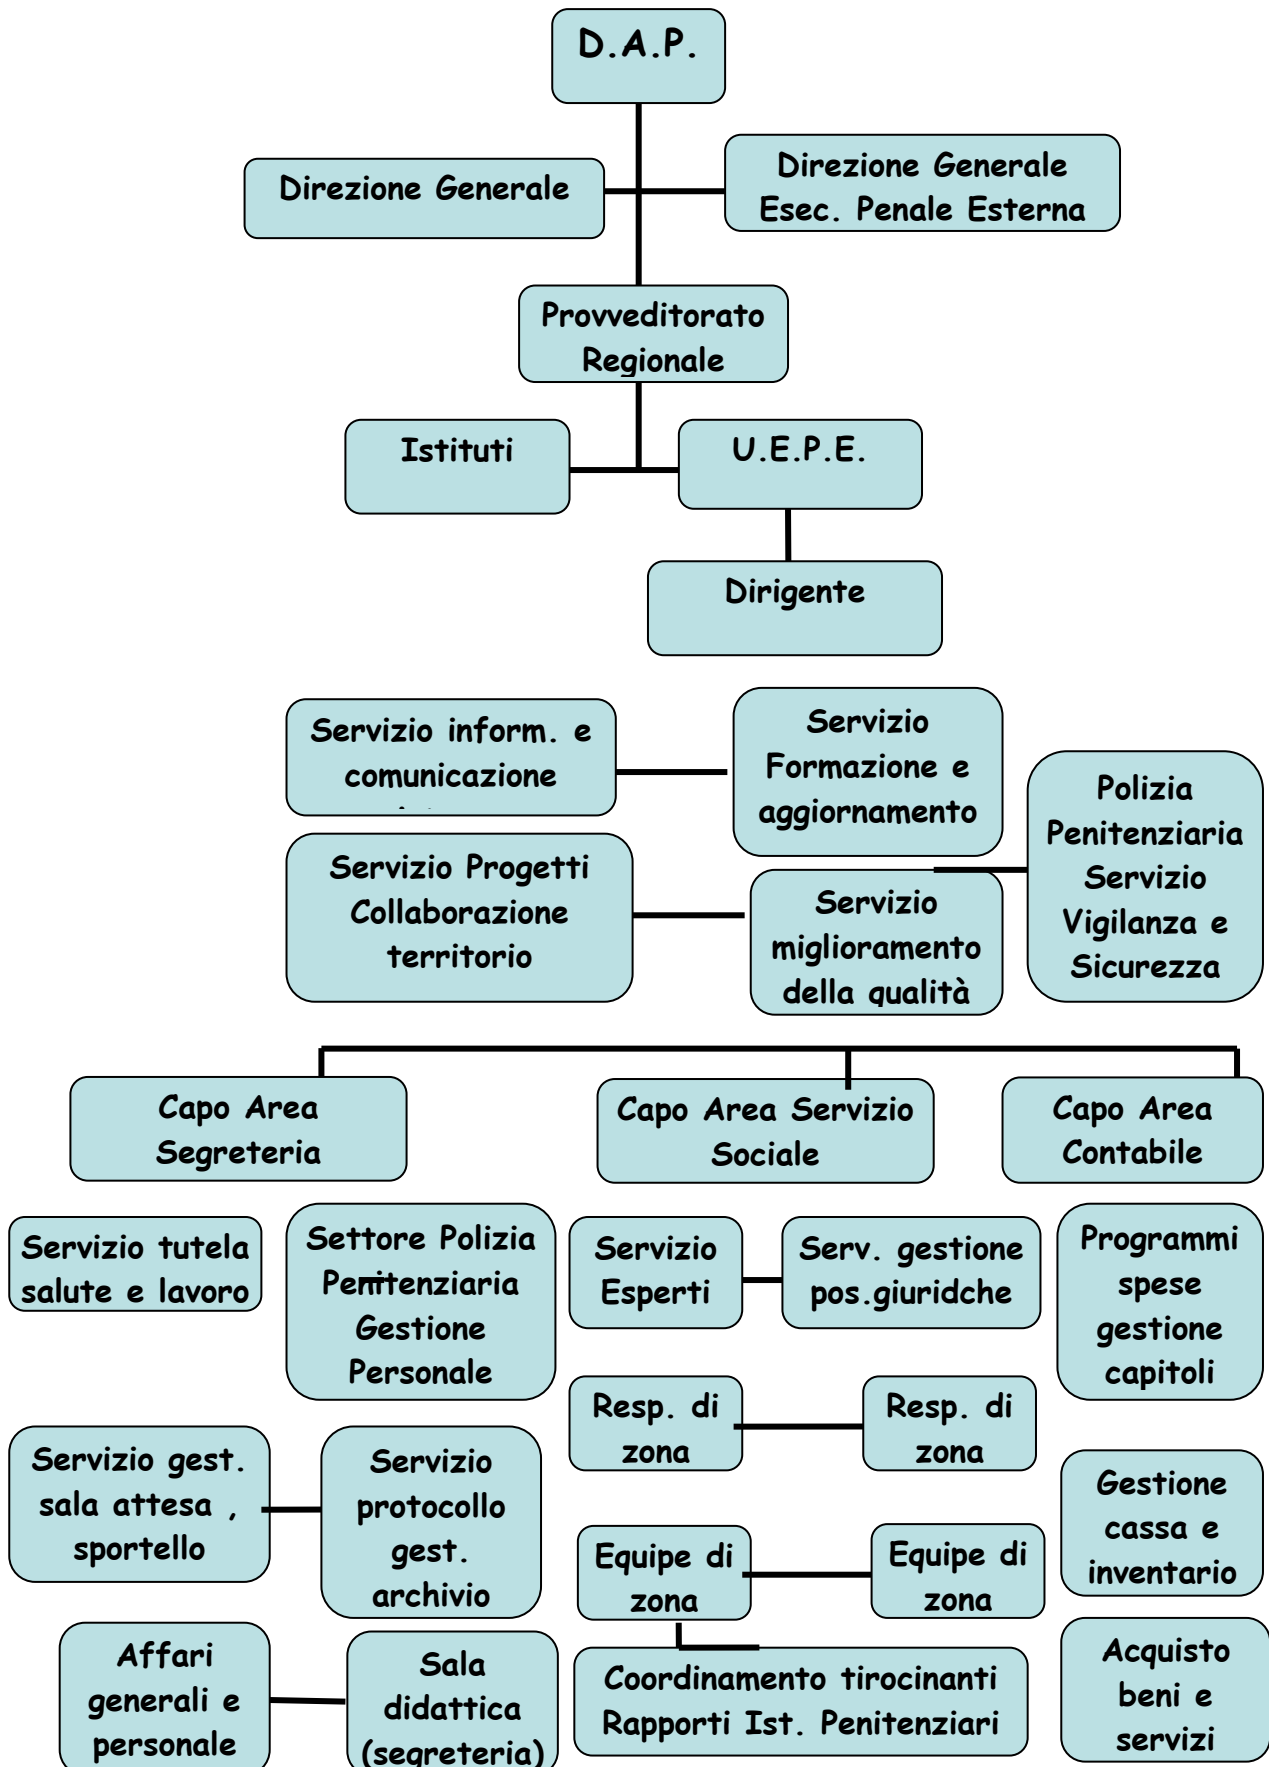 D.A.P.
Direzione Generale
Direzione Generale
Esec. Penale Esterna
Provveditorato
Regionale
Istituti
U.E.P.E.
Dirigente
Servizio inform. e
comunicazione
Servizio
Formazione e
aggiornamento
Polizia
Penitenziaria
Servizio
Vigilanza e
Sicurezza
Servizio Progetti
Collaborazione
territorio
Servizio
miglioramento
della qualità
Capo Area
Segreteria
Capo Area Servizio
Sociale
Capo Area
Contabile
Servizio tutela
salute e lavoro
Settore Polizia
Penitenziaria
Gestione
Personale
Servizio
Esperti
Serv. gestione
pos.giuridche
Programmi
spese
gestione
capitoli
Resp. di
zona
Resp. di
zona
Servizio gest.
sala attesa ,
sportello
Servizio
protocollo
gest.
archivio
Gestione
cassa e
inventario
Equipe di
zona
Equipe di
zona
Affari
generali e
personale
Sala
didattica
(segreteria)
Coordinamento tirocinanti
Rapporti Ist. Penitenziari
Acquisto
beni e
servizi